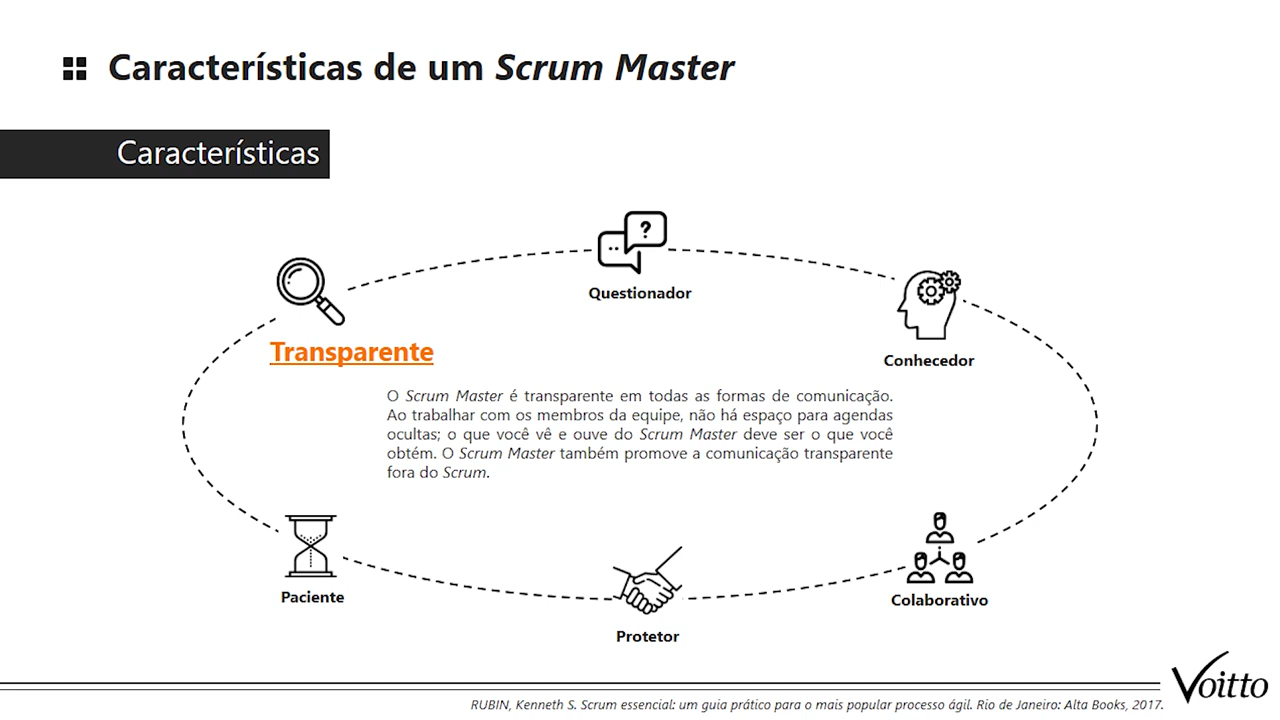 Características de um Scrum Master
Características
?
Questionador
Conhecedor
Transparente
O Scrum Master é transparente em todas as formas de comunicação.
Ao trabalhar com os membros da equipe, não há espaço para agendas
ocultas; o que você vê e ouve do Scrum Master deve ser o que você
obtém. O Scrum Master também promove a comunicação transparente
fora do Scrum.
Paciente
Colaborativo
Protetor
Voitto
RUBIN, Kenneth S. Scrum essencial: um guia prático para o mais popular processo ágil. Rio de Janeiro: Alta Books, 2017.